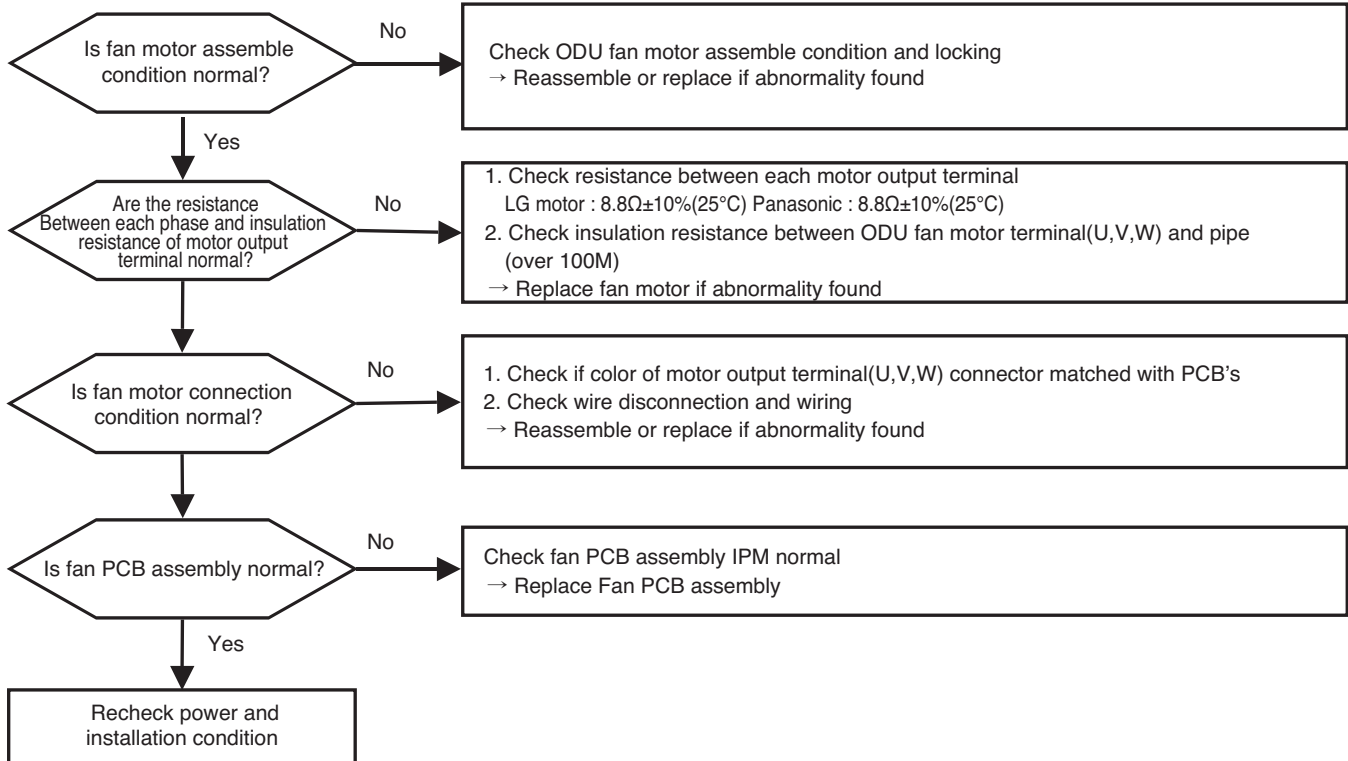 Is fan motor assemble
condition normal?
No
Check ODU fan motor assemble condition and locking
→ Reassemble or replace if abnormality found
Yes
Are the resistance
Between each phase and insulation
resistance of motor output
terminal normal?
No
1. Check resistance between each motor output terminal
LG motor : 8.8Ω±10%(25°C) Panasonic : 8.8Ω±10%(25°C)
2. Check insulation resistance between ODU fan motor terminal(U,V,W) and pipe
(over 100M)
→ Replace fan motor if abnormality found
Is fan motor connection
condition normal?
No
1. Check if color of motor output terminal(U,V,W) connector matched with PCB's
2. Check wire disconnection and wiring
→ Reassemble or replace if abnormality found
Is fan PCB assembly normal?
No
Check fan PCB assembly IPM normal
→ Replace Fan PCB assembly
Yes
Recheck power and
installation condition